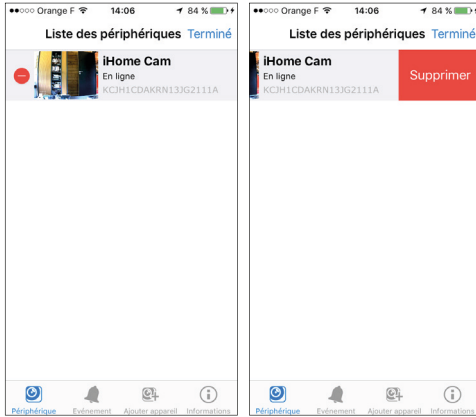 ●●○○○ Orange F 14:06 84 %
Liste des périphériques Terminé
iHome Cam
En ligne
KCJH1CDAKRN13JG2111A
Périphérique Evénement Ajouter appareil Informations
●●○○○ Orange F 14:06 84 %
Liste des périphériques Terminé
iHome Cam
En ligne
KCJH1CDAKRN13JG2111A
Supprimer
Périphérique Evénement Ajouter appareil Informations